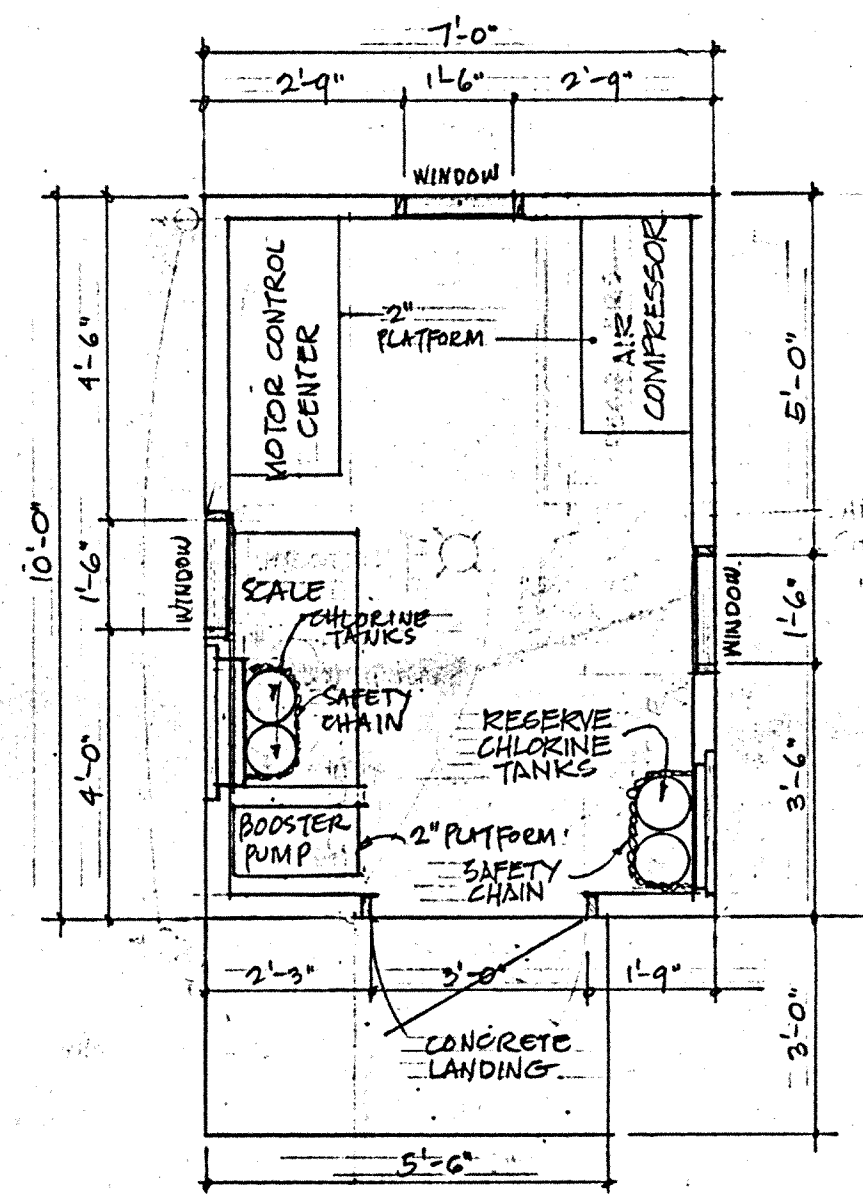 7'-0"
2'-9"
1'-6"
2'-9"
WINDOW
MOTOR CONTROL
CENTER
2"
PLATFORM
AIR
COMPRESSOR
4'-6"
5'-0"
10'-0"
1'-6"
WINDOW
SCALE
CHLORINE
TANKS
WINDOW.
1'-6"
SAFETY
CHAIN
RESERVE
CHLORINE
TANKS
4'-0"
3'-6"
BOOSTER
PUMP
2" PLATFORM.
SAFETY
CHAIN
2'-3"
3'-0"
1'-9"
CONCRETE
LANDING.
3'-0"
5'-6"